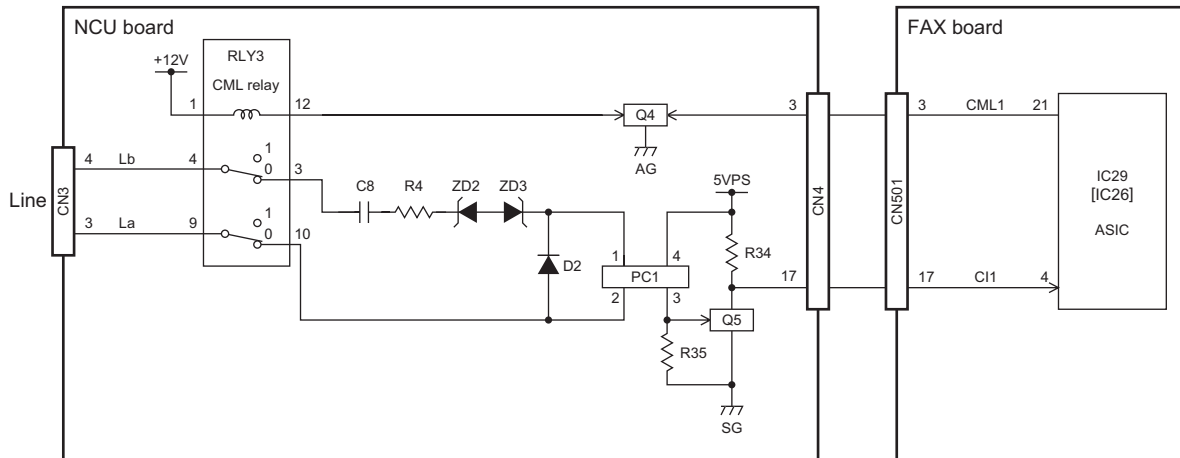 NCU board
FAX board
+12V
RLY3
CML relay
1
12
Q4
AG
3
3
CML1
21
Line
CN3
4
Lb
4
1
0
3
3
La
9
1
0
10
C8
R4
ZD2
ZD3
D2
1
4
PC1
2
3
5VPS
R34
R35
Q5
SG
17
CN4
CN501
17
CI1
4
IC29
[IC26]
ASIC